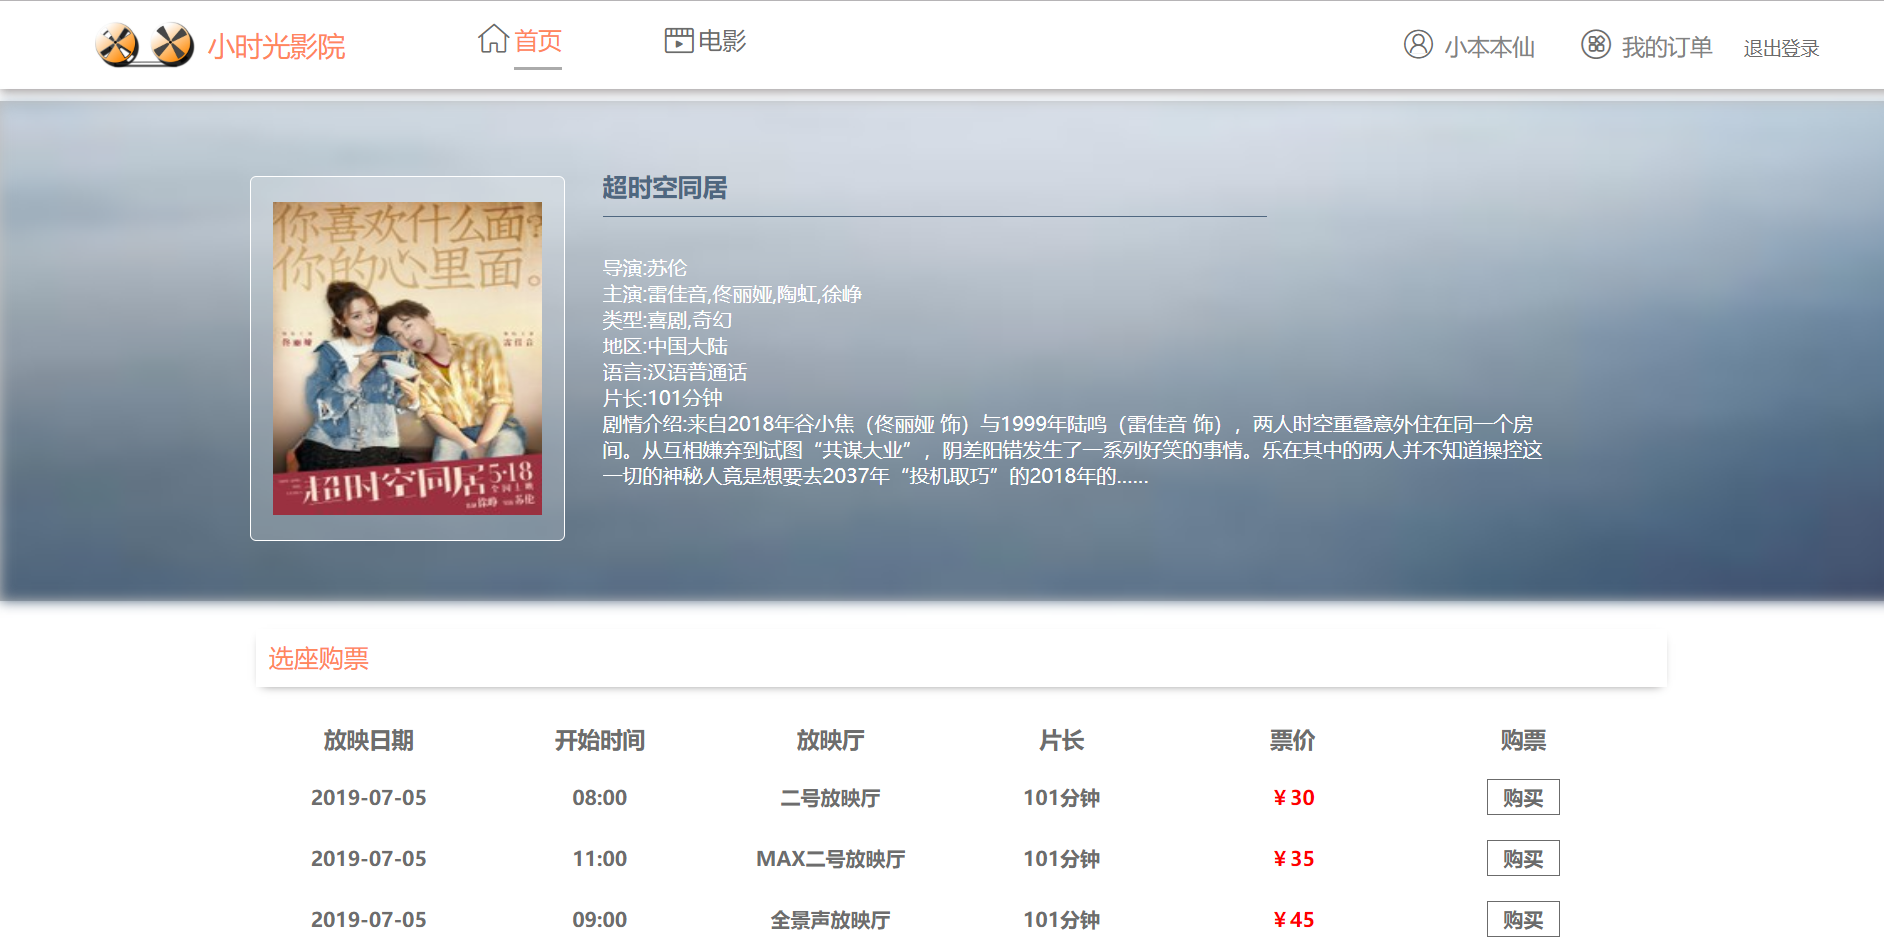 小时光影院
首页
电影
小本本仙
我的订单
退出登录
你喜欢什么面?
你的心里面。
佟丽娅
雷佳音
超时空同居 5·18
全国上映
徐峥 苏伦
超时空同居
导演:苏伦
主演:雷佳音,佟丽娅,陶虹,徐峥
类型:喜剧,奇幻
地区:中国大陆
语言:汉语普通话
片长:101分钟
剧情介绍:来自2018年谷小焦（佟丽娅 饰）与1999年陆鸣（雷佳音 饰），两人时空重叠意外住在同一个房
间。从互相嫌弃到试图“共谋大业”，阴差阳错发生了一系列好笑的事情。乐在其中的两人并不知道操控这
一切的神秘人竟是想要去2037年“投机取巧”的2018年的......
选座购票
放映日期 开始时间 放映厅 片长 票价 购票
2019-07-05 08:00 二号放映厅 101分钟 ¥30 购买
2019-07-05 11:00 MAX二号放映厅 101分钟 ¥35 购买
2019-07-05 09:00 全景声放映厅 101分钟 ¥45 购买